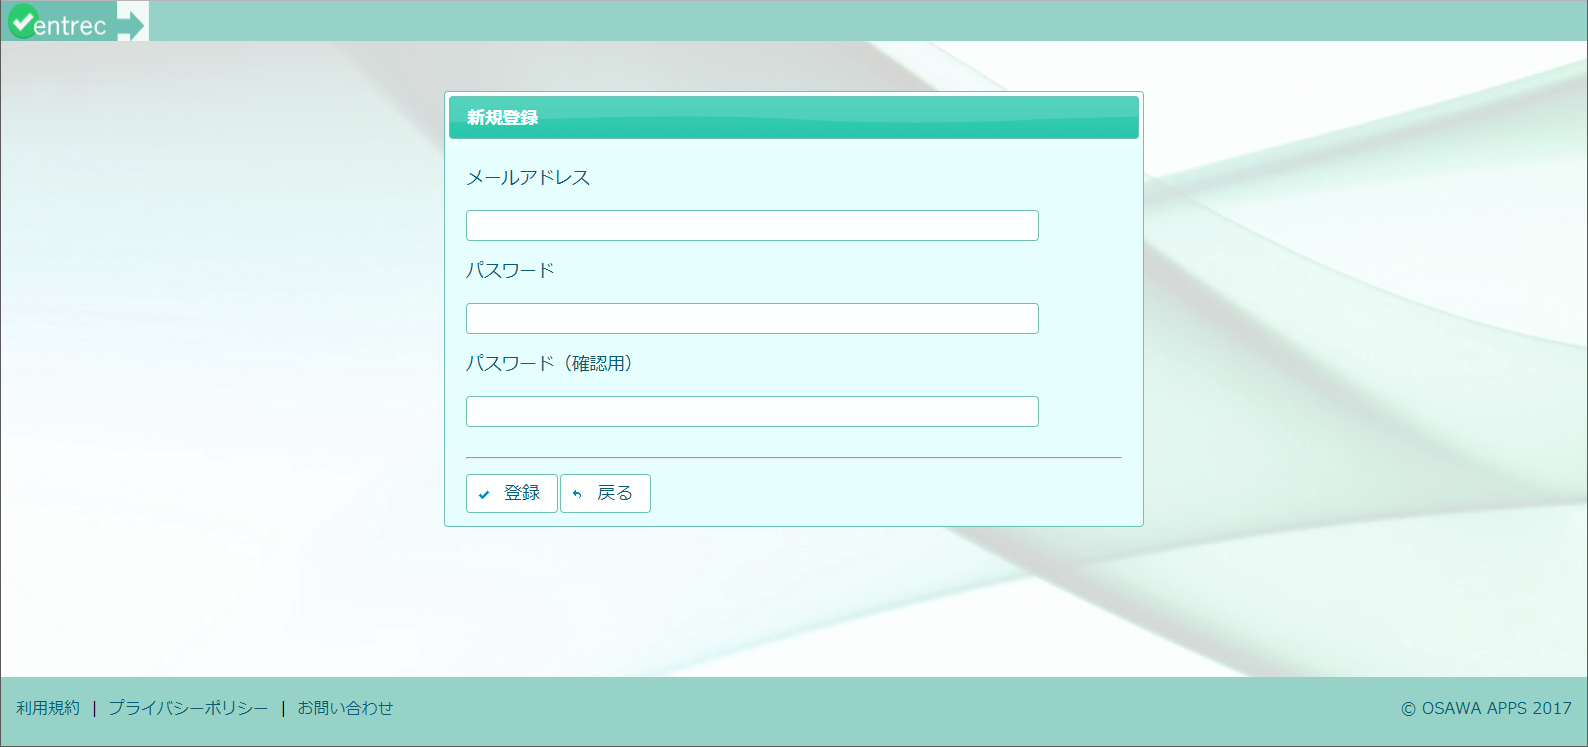 entrec
新規登録
メールアドレス
パスワード
パスワード（確認用）
登録 戻る
利用規約 | プライバシーポリシー | お問い合わせ
© OSAWA APPS 2017